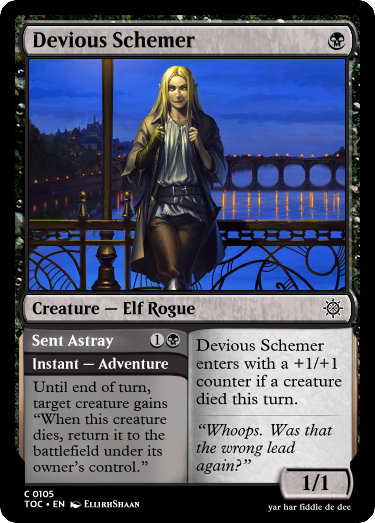 Devious Schemer
Creature — Elf Rogue
Sent Astray 1
Instant — Adventure
Until end of turn,
target creature gains
“When this creature
dies, return it to the
battlefield under its
owner’s control.”
Devious Schemer
enters with a +1/+1
counter if a creature
died this turn.
“Whoops. Was that
the wrong lead
again?”
1/1
C 0105
TOC • EN EllirhShaan
yar har fiddle de dee